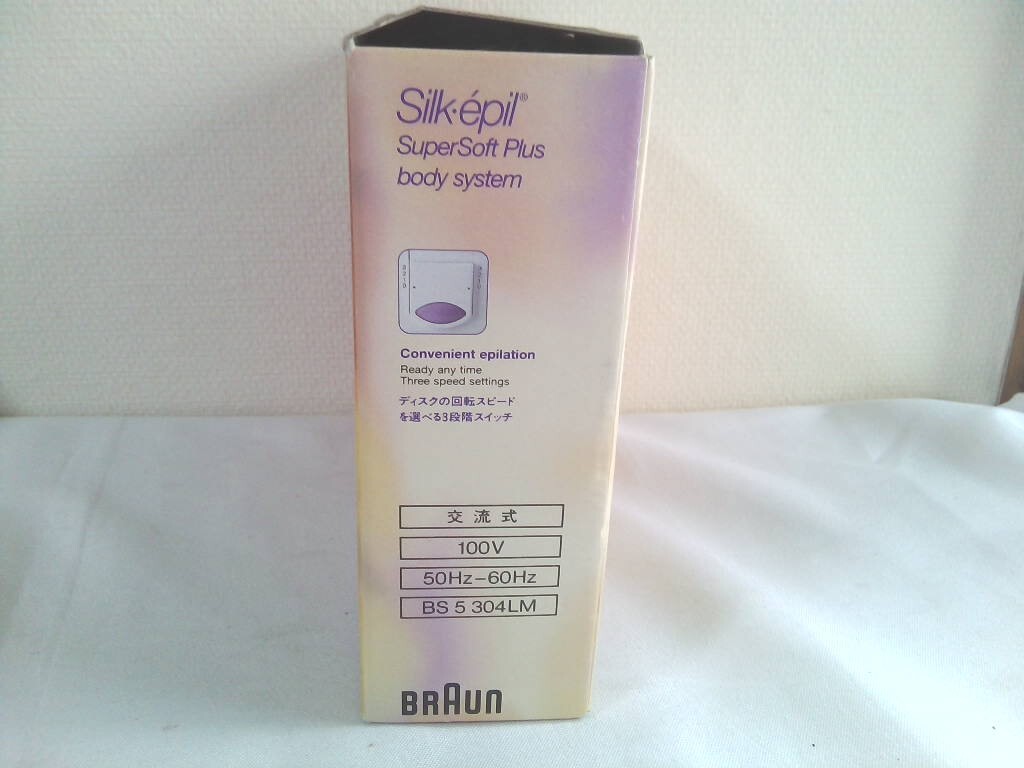 Silk·épil®
SuperSoft Plus
body system
Convenient epilation
Ready any time
Three speed settings
ディスクの回転スピード
を選べる3段階スイッチ
交流式
100V
50Hz–60Hz
BS 5 304LM
BRAUN